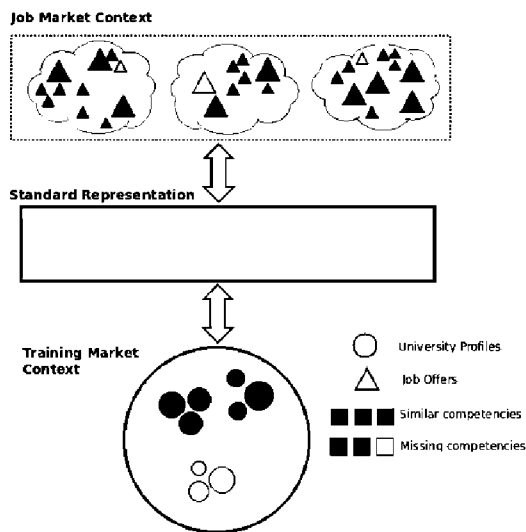 Job Market Context
Standard Representation
Training Market
Context
University Profiles
Job Offers
Similar competencies
Missing competencies